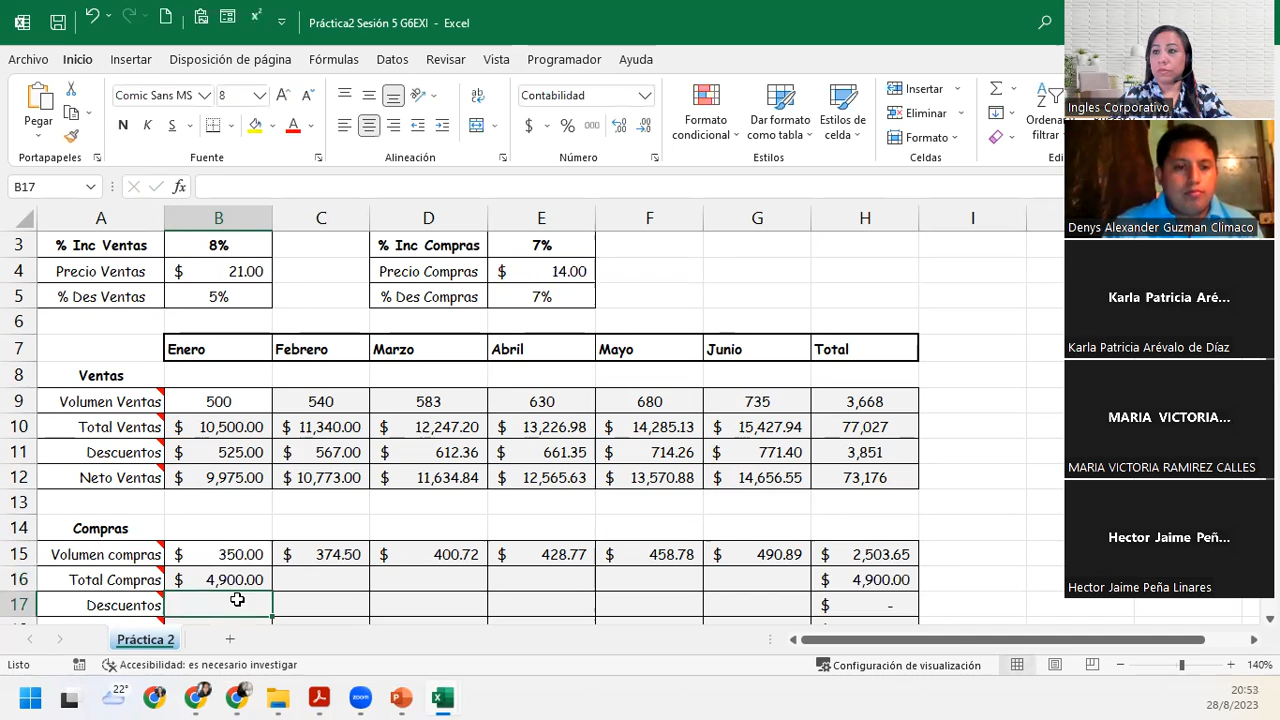 Práctica2 Sesión 5 G6EXI - Excel
Archivo Inicio Insertar Disposición de página Fórmulas
Ayuda
Pegar
Comic Sans MS 8
N K S
Formato condicional
Dar formato como tabla
Insertar
Eliminar
Formato
Portapapeles Fuente Número Estilos Celdas
B17 fx
A B C D E F G H I
3 % Inc Ventas 8% % Inc Compras 7%
4 Precio Ventas $ 21.00 Precio Compras $ 14.00
5 % Des Ventas 5% % Des Compras 7%
6
7 Enero Febrero Marzo Abril Mayo Junio Total
8 Ventas
9 Volumen Ventas 500 540 583 630 680 735 3,668
10 Total Ventas $ 10,500.00 $ 11,340.00 $ 12,247.20 $ 13,226.98 $ 14,285.13 $ 15,427.94 77,027
11 Descuentos $ 525.00 $ 567.00 $ 612.36 $ 661.35 $ 714.26 $ 771.40 3,851
12 Neto Ventas $ 9,975.00 $ 10,773.00 $ 11,634.84 $ 12,565.63 $ 13,570.88 $ 14,656.55 73,176
13
14 Compras
15 Volumen compras $ 350.00 $ 374.50 $ 400.72 $ 428.77 $ 458.78 $ 490.89 $ 2,503.65
16 Total Compras $ 4,900.00 $ 4,900.00
17 Descuentos $ -
Práctica 2
Listo Accesibilidad: es necesario investigar Configuración de visualización 140%
22°
20:53
28/8/2023
Ingles Corporativo
Denys Alexander Guzman Climaco
Karla Patricia Aré...
Karla Patricia Arévalo de Díaz
MARIA VICTORIA...
MARIA VICTORIA RAMIREZ CALLES
Hector Jaime Peñ...
Hector Jaime Peña Linares